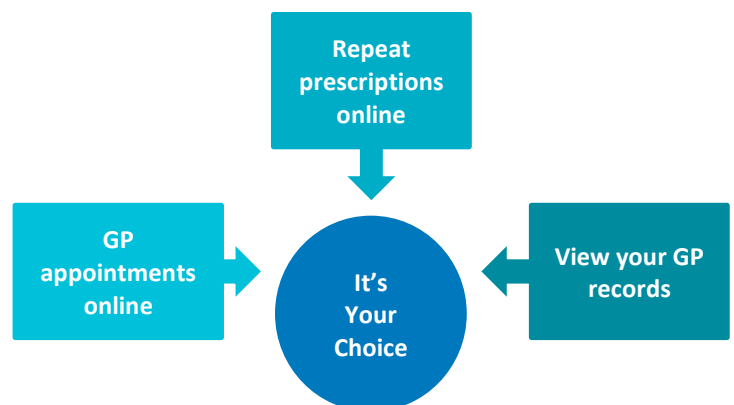 Repeat
prescriptions
online
GP
appointments
online
It’s
Your
Choice
View your GP
records